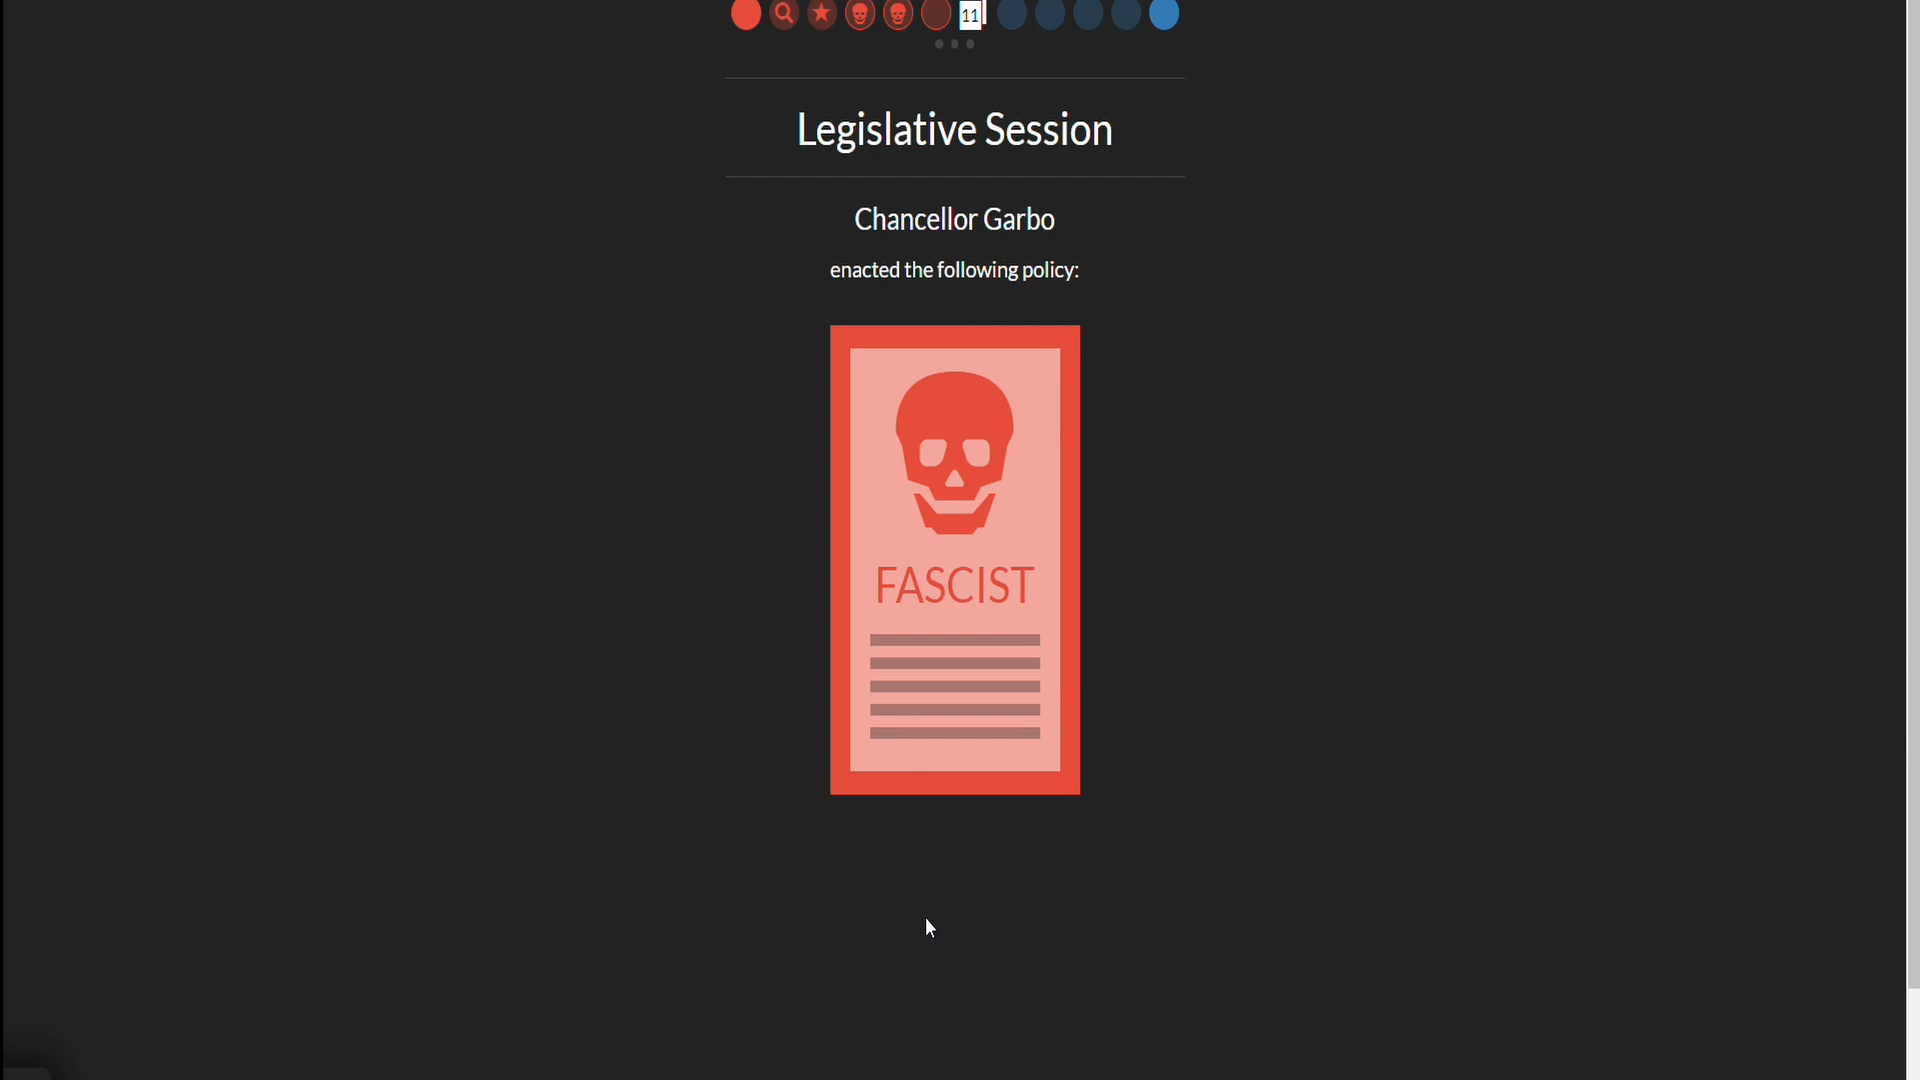 11
Legislative Session
Chancellor Garbo
enacted the following policy:
FASCIST